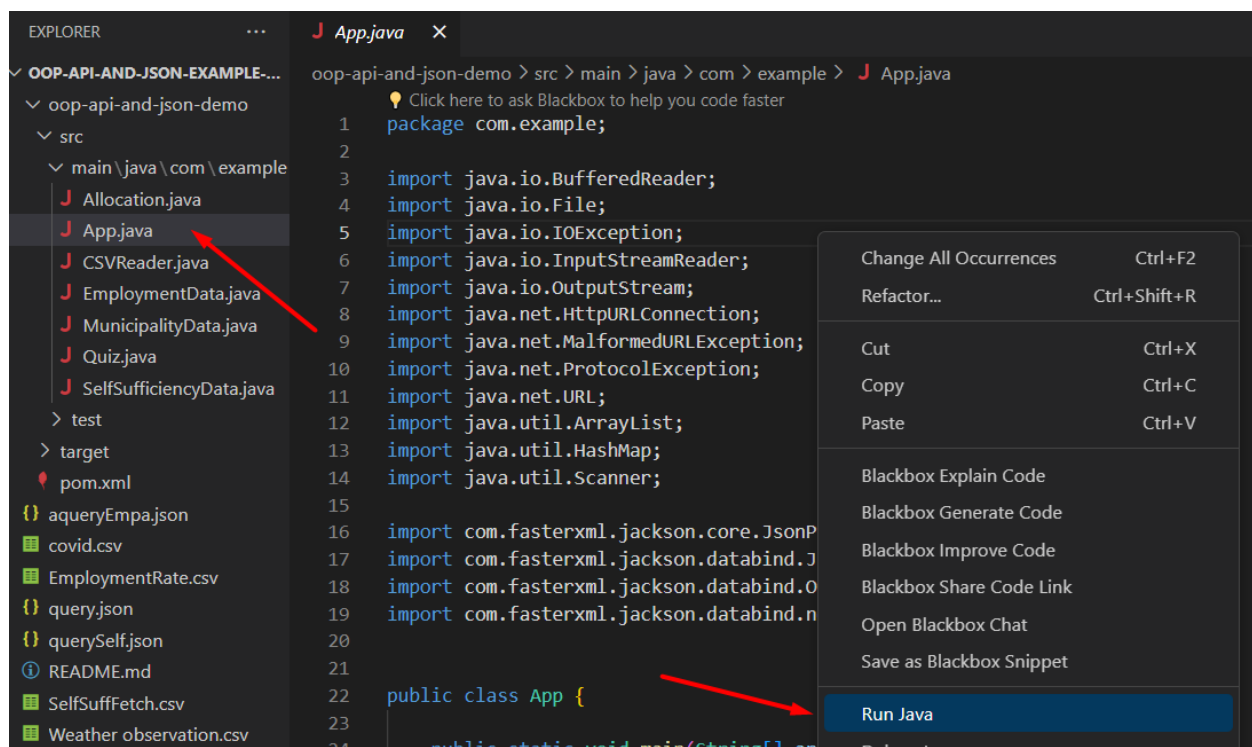 EXPLORER
OOP-API-AND-JSON-EXAMPLE-...
oop-api-and-json-demo
src
main\java\com\example
Allocation.java
App.java
CSVReader.java
EmploymentData.java
MunicipalityData.java
Quiz.java
SelfSufficiencyData.java
test
target
pom.xml
aqueryEmpa.json
covid.csv
EmploymentRate.csv
query.json
querySelf.json
README.md
SelfSuffFetch.csv
Weather observation.csv
App.java
oop-api-and-json-demo > src > main > java > com > example > App.java
Click here to ask Blackbox to help you code faster
1 package com.example;
2
3 import java.io.BufferedReader;
4 import java.io.File;
5 import java.io.IOException;
6 import java.io.InputStreamReader;
7 import java.io.OutputStream;
8 import java.net.HttpURLConnection;
9 import java.net.MalformedURLException;
10 import java.net.ProtocolException;
11 import java.net.URL;
12 import java.util.ArrayList;
13 import java.util.HashMap;
14 import java.util.Scanner;
15
16 import com.fasterxml.jackson.core.JsonP
17 import com.fasterxml.jackson.databind.J
18 import com.fasterxml.jackson.databind.O
19 import com.fasterxml.jackson.databind.n
20
21
22 public class App {
23
24 public static void main(String[] ar
Change All Occurrences Ctrl+F2
Refactor... Ctrl+Shift+R
Cut Ctrl+X
Copy Ctrl+C
Paste Ctrl+V
Blackbox Explain Code
Blackbox Generate Code
Blackbox Improve Code
Blackbox Share Code Link
Open Blackbox Chat
Save as Blackbox Snippet
Run Java